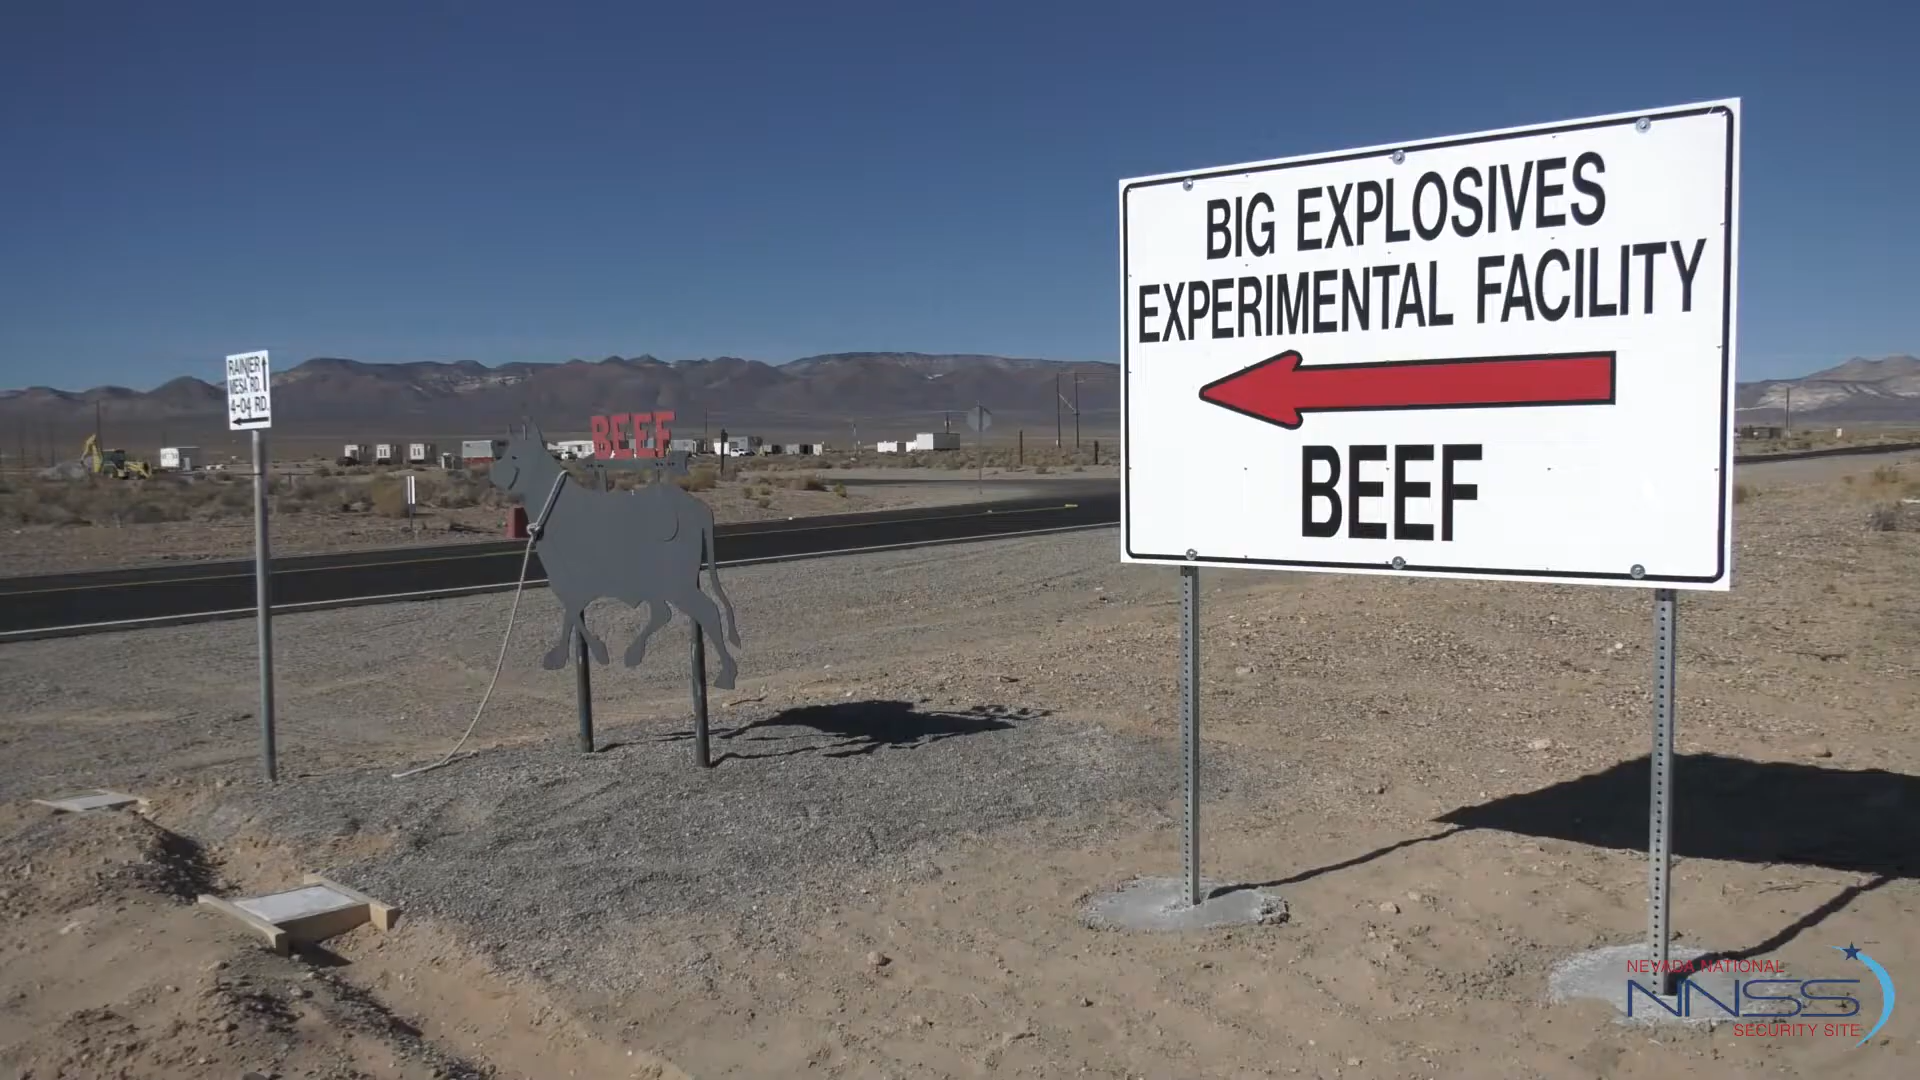 RAINIER
MESA RD.
4-04 RD.
BEEF
BIG EXPLOSIVES
EXPERIMENTAL FACILITY
BEEF
NEVADA NATIONAL
NNSS
SECURITY SITE